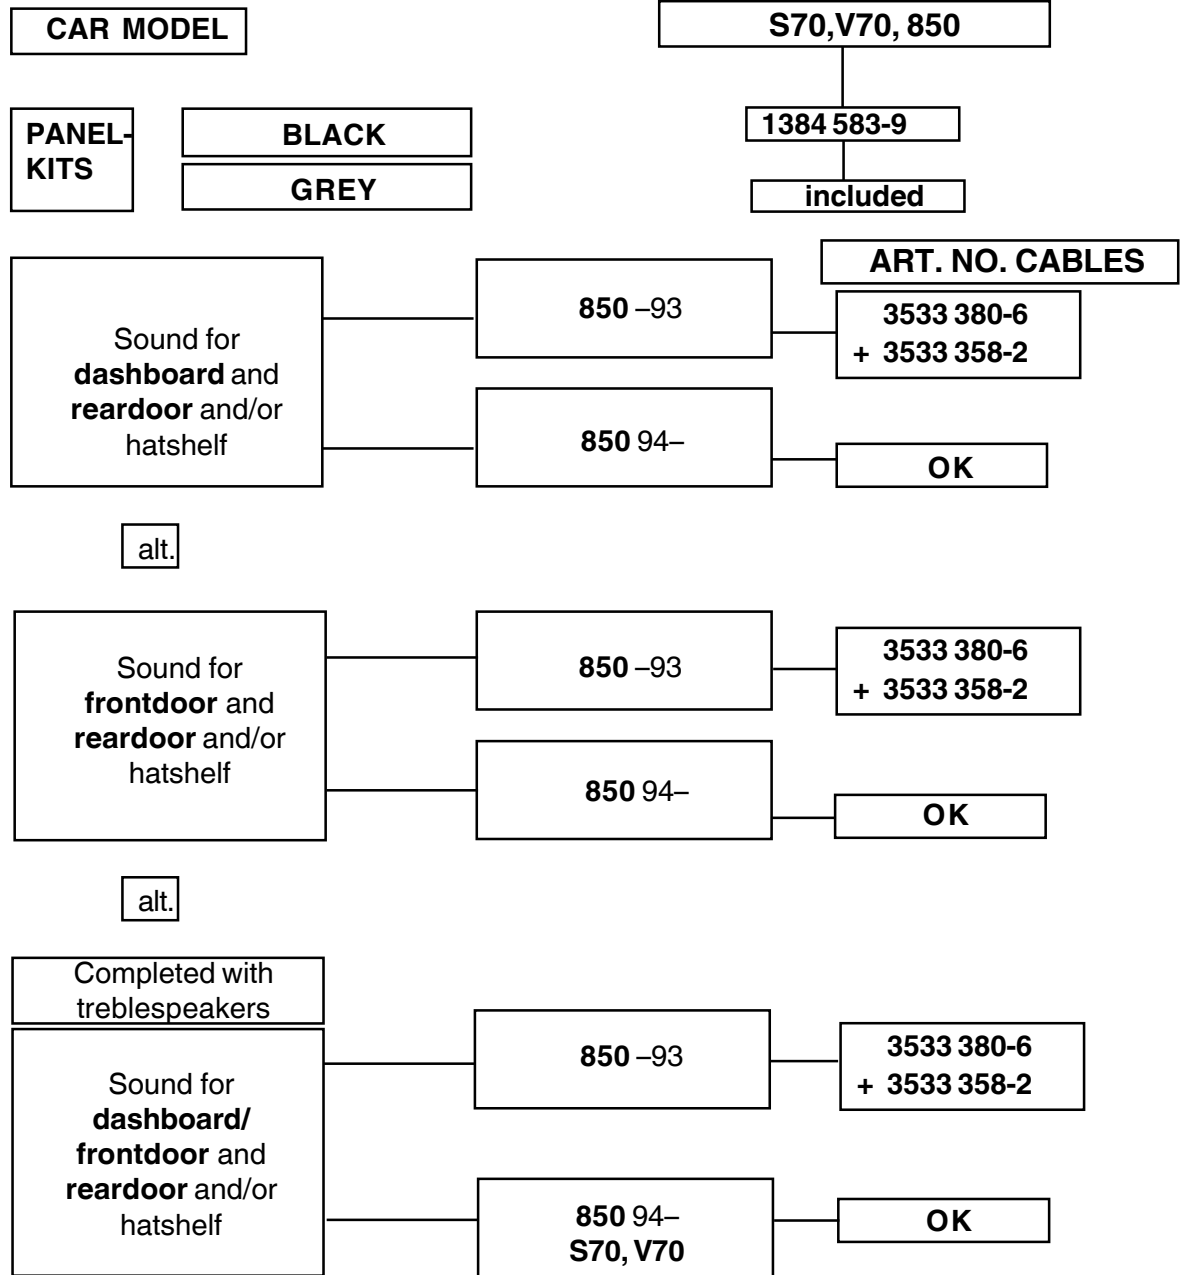 CAR MODEL
S70,V70, 850
PANEL-
KITS
BLACK
GREY
1384 583-9
included
ART. NO. CABLES
Sound for
dashboard and
reardoor and/or
hatshelf
850 –93
3533 380-6
+ 3533 358-2
850 94–
OK
alt.
Sound for
frontdoor and
reardoor and/or
hatshelf
850 –93
3533 380-6
+ 3533 358-2
850 94–
OK
alt.
Completed with
treblespeakers
Sound for
dashboard/
frontdoor and
reardoor and/or
hatshelf
850 –93
3533 380-6
+ 3533 358-2
850 94–
S70, V70
OK